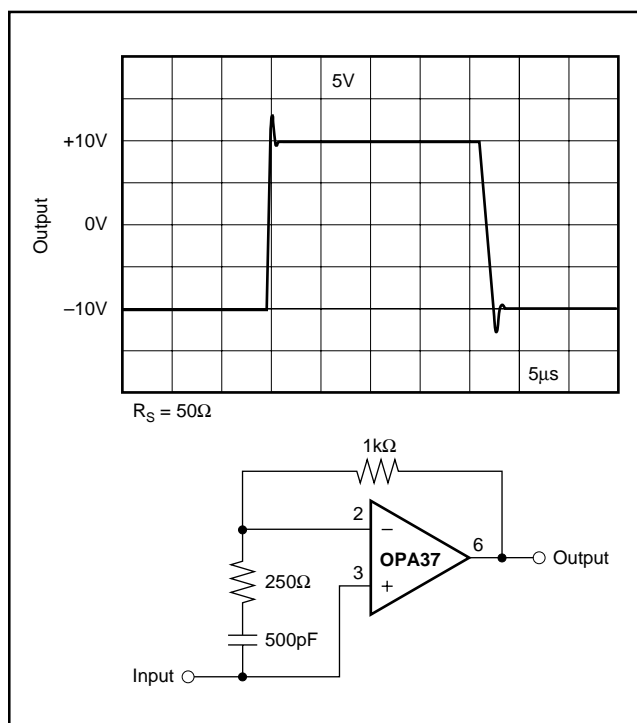 5V
+10V
Output
0V
–10V
5µs
R_S = 50Ω
1kΩ
2
–
6
OPA37
Output
3
+
250Ω
500pF
Input